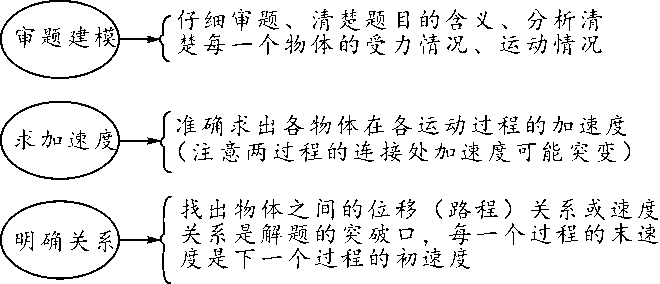 审题建模
仔细审题、清楚题目的含义、分析清
楚每一个物体的受力情况、运动情况
求加速度
准确求出各物体在各运动过程的加速度
（注意两过程的连接处加速度可能突变）
明确关系
找出物体之间的位移（路程）关系或速度
关系是解题的突破口，每一个过程的末速
度是下一个过程的初速度